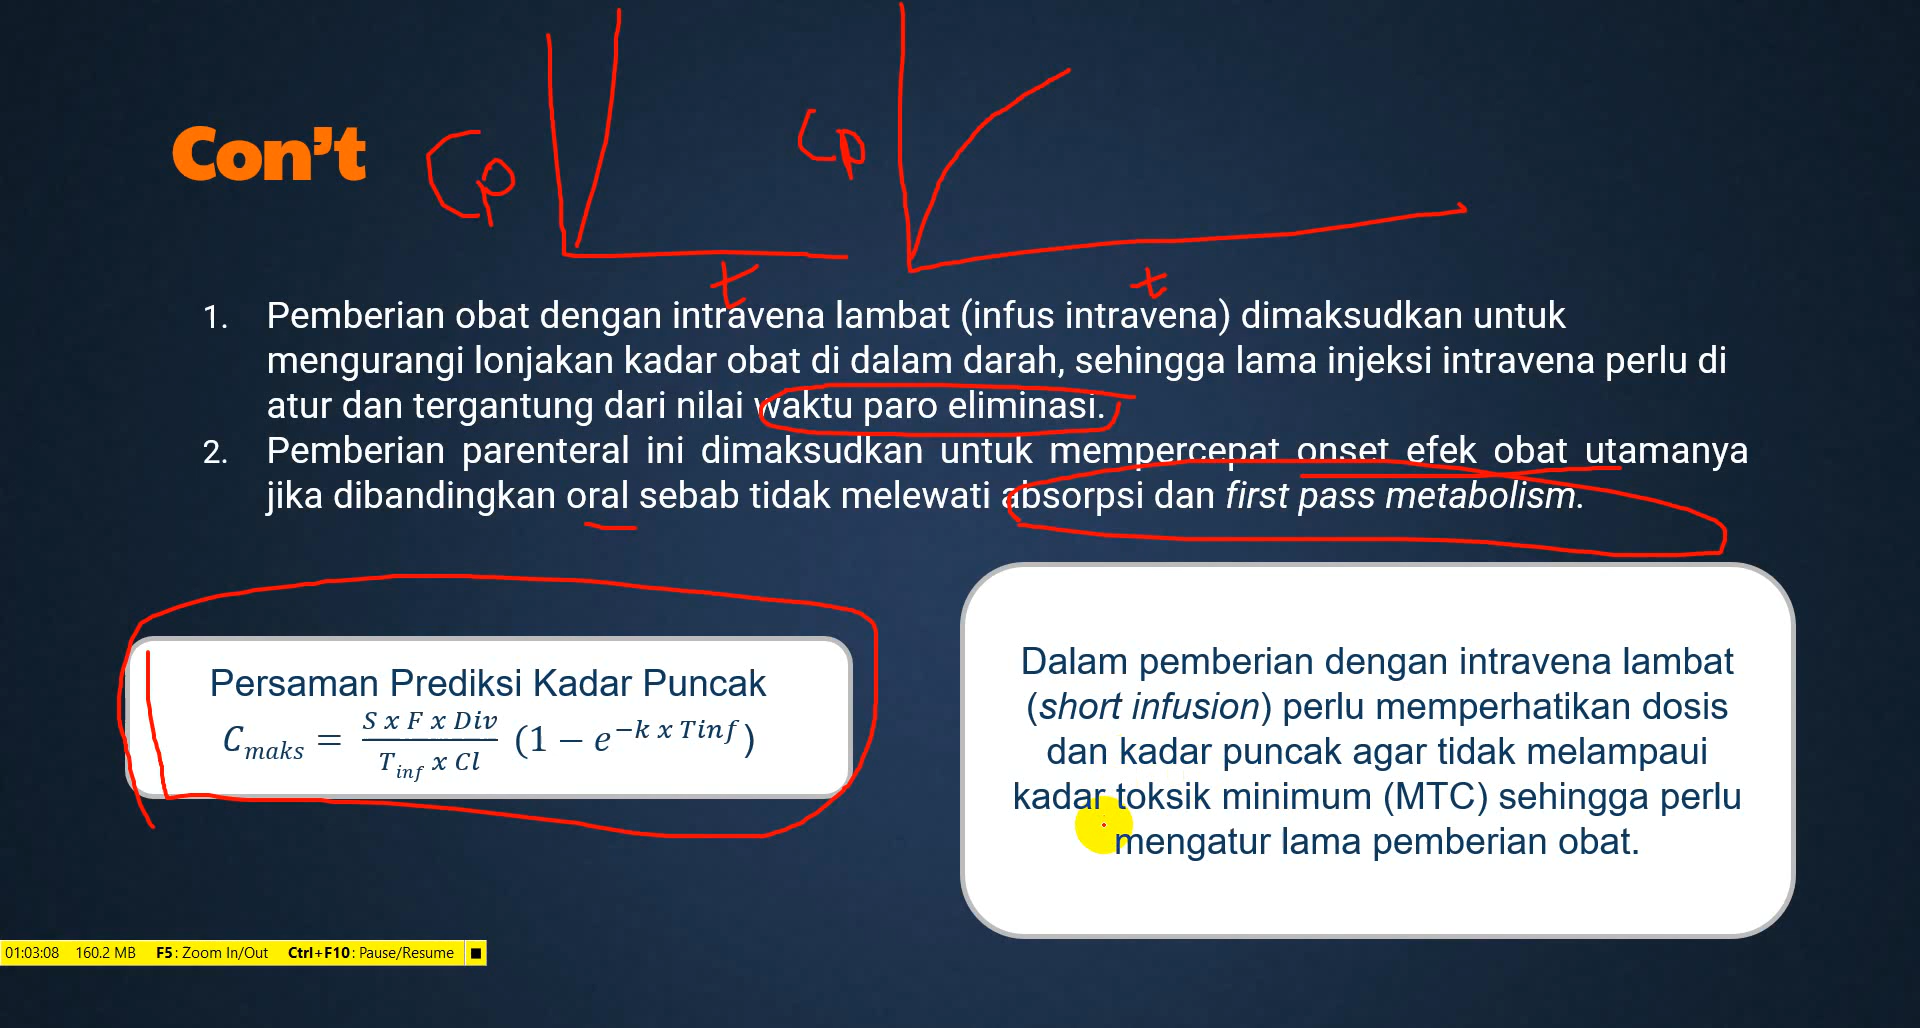 Con't
Cp
Cp
t
t
1. Pemberian obat dengan intravena lambat (infus intravena) dimaksudkan untuk
mengurangi lonjakan kadar obat di dalam darah, sehingga lama injeksi intravena perlu di
atur dan tergantung dari nilai waktu paro eliminasi.
2. Pemberian parenteral ini dimaksudkan untuk mempercepat onset efek obat utamanya
jika dibandingkan oral sebab tidak melewati absorpsi dan first pass metabolism.
Persaman Prediksi Kadar Puncak
C_maks = (S x F x Div) / (T_inf x Cl) (1 − e^(−k x Tinf))
Dalam pemberian dengan intravena lambat
(short infusion) perlu memperhatikan dosis
dan kadar puncak agar tidak melampaui
kadar toksik minimum (MTC) sehingga perlu
mengatur lama pemberian obat.
01:03:08 160.2 MB F5: Zoom In/Out Ctrl+F10: Pause/Resume